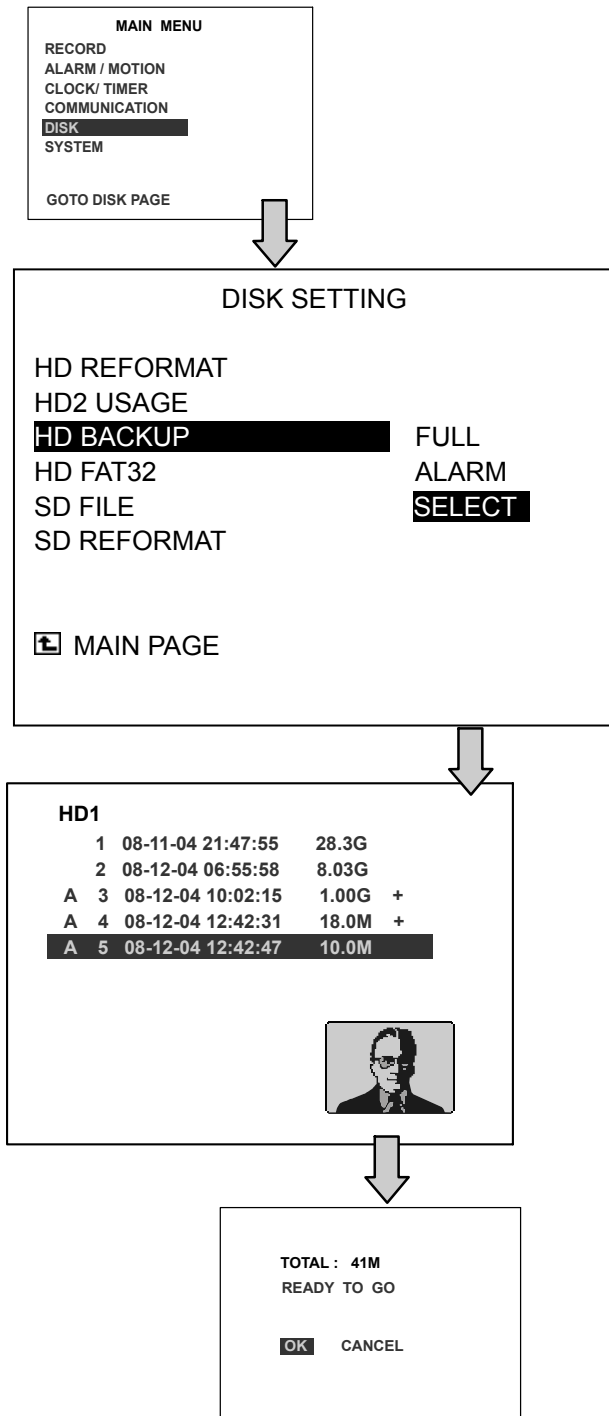 MAIN MENU
RECORD
ALARM / MOTION
CLOCK/ TIMER
COMMUNICATION
DISK
SYSTEM
GOTO DISK PAGE
DISK SETTING
HD REFORMAT
HD2 USAGE
HD BACKUP FULL
HD FAT32 ALARM
SD FILE SELECT
SD REFORMAT
MAIN PAGE
HD1
1 08-11-04 21:47:55 28.3G
2 08-12-04 06:55:58 8.03G
A 3 08-12-04 10:02:15 1.00G +
A 4 08-12-04 12:42:31 18.0M +
A 5 08-12-04 12:42:47 10.0M
TOTAL : 41M
READY TO GO
OK CANCEL